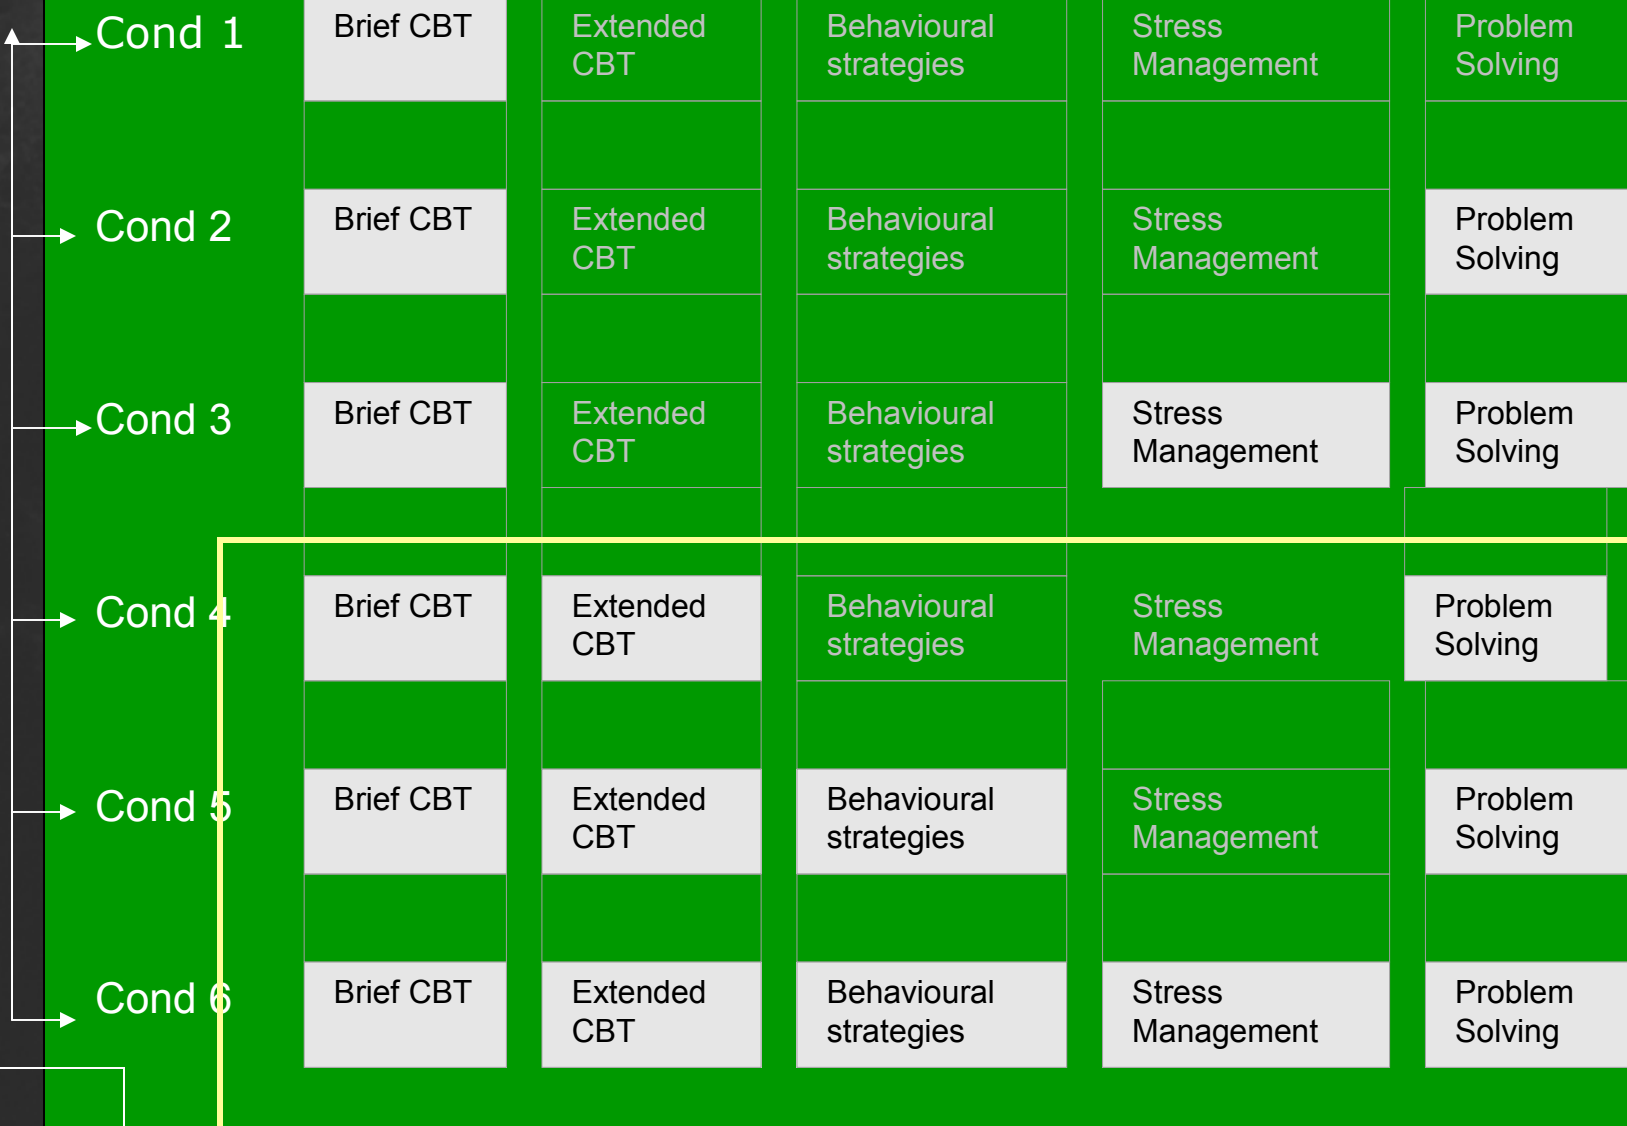 Cond 1
Brief CBT
Extended
CBT
Behavioural
strategies
Stress
Management
Problem
Solving
Cond 2
Brief CBT
Extended
CBT
Behavioural
strategies
Stress
Management
Problem
Solving
Cond 3
Brief CBT
Extended
CBT
Behavioural
strategies
Stress
Management
Problem
Solving
Cond 4
Brief CBT
Extended
CBT
Behavioural
strategies
Stress
Management
Problem
Solving
Cond 5
Brief CBT
Extended
CBT
Behavioural
strategies
Stress
Management
Problem
Solving
Cond 6
Brief CBT
Extended
CBT
Behavioural
strategies
Stress
Management
Problem
Solving